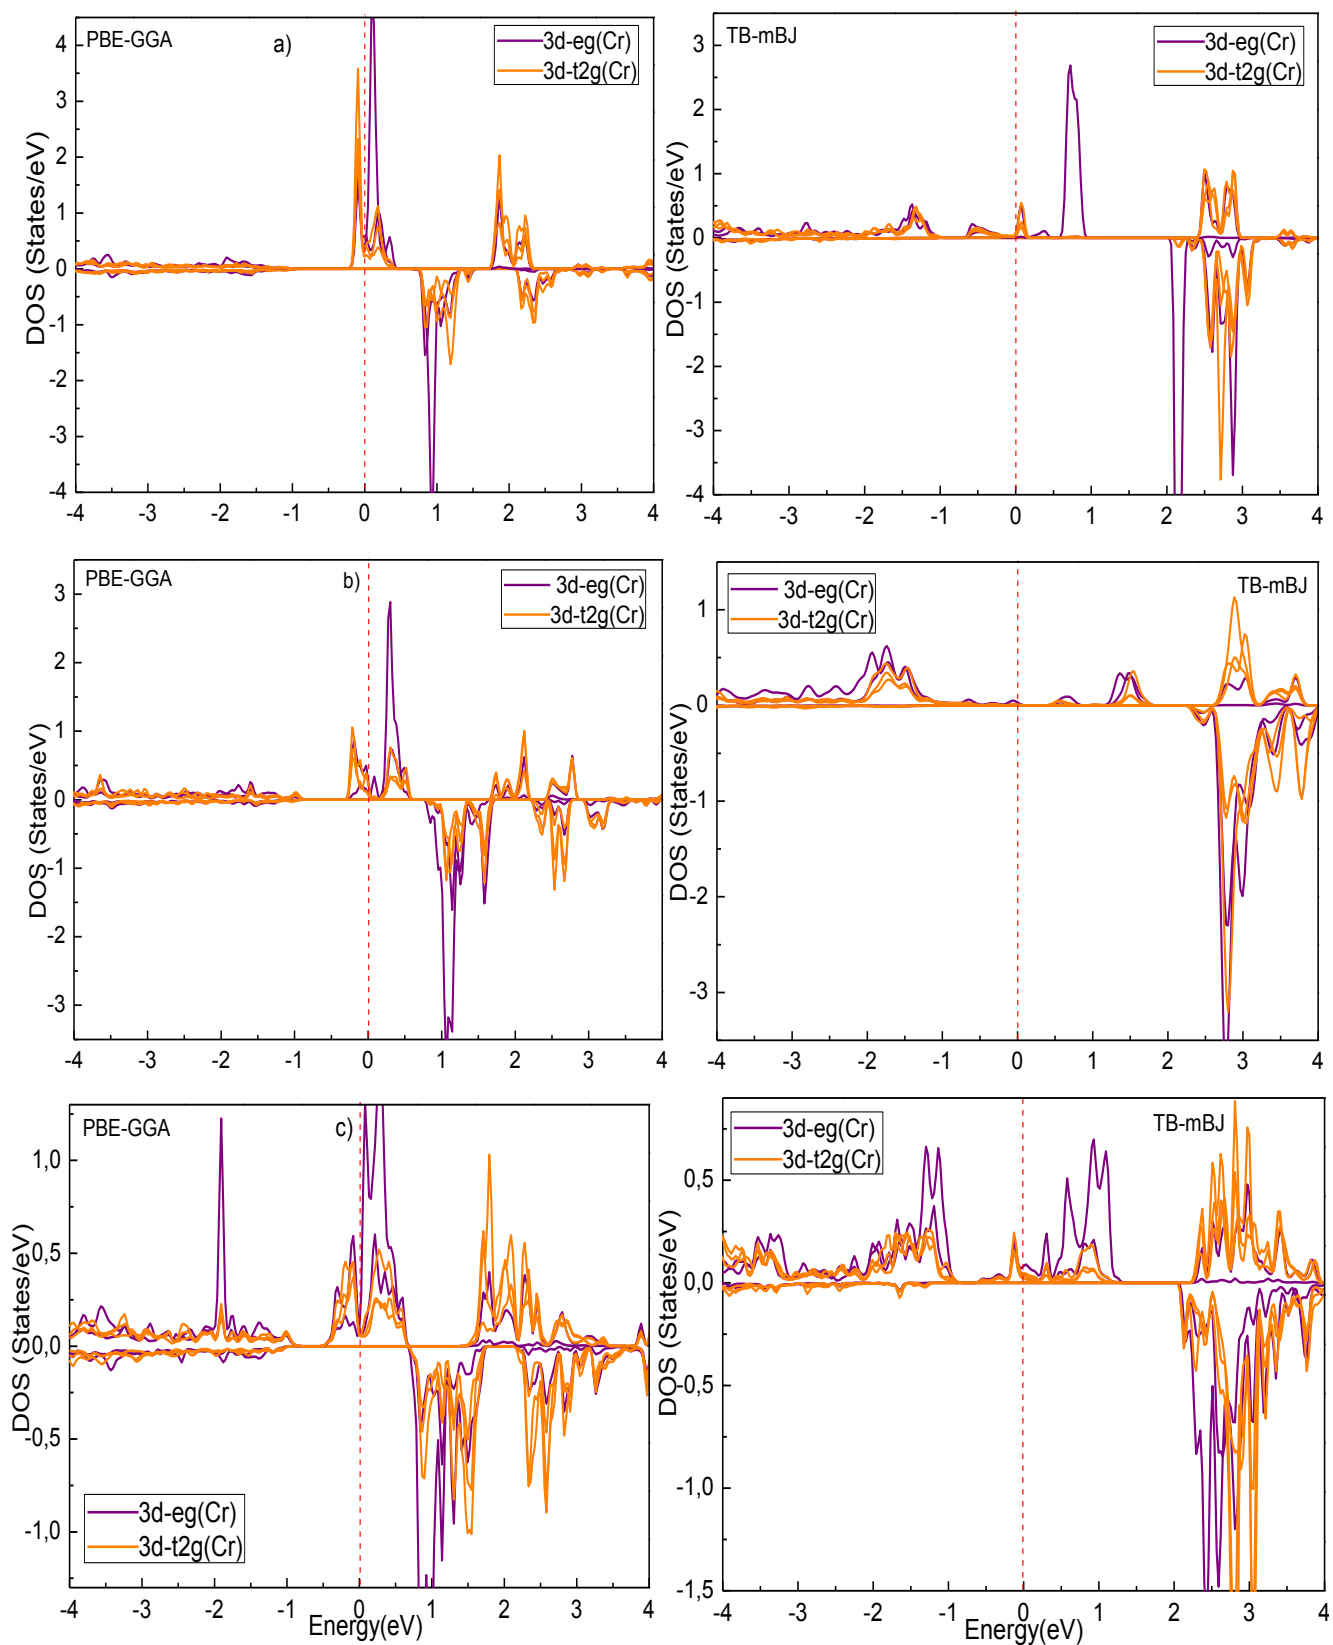 PBE-GGA
a)
3d-eg(Cr)
3d-t2g(Cr)
DOS (States/eV)
4
3
2
1
0
-1
-2
-3
-4
-4 -3 -2 -1 0 1 2 3 4
TB-mBJ
3d-eg(Cr)
3d-t2g(Cr)
DOS (States/eV)
3
2
1
0
-1
-2
-3
-4
-4 -3 -2 -1 0 1 2 3 4
PBE-GGA
b)
3d-eg(Cr)
3d-t2g(Cr)
DOS (States/eV)
3
2
1
0
-1
-2
-3
-4 -3 -2 -1 0 1 2 3 4
TB-mBJ
3d-eg(Cr)
3d-t2g(Cr)
DOS (States/eV)
1
0
-1
-2
-3
-4 -3 -2 -1 0 1 2 3 4
PBE-GGA
c)
3d-eg(Cr)
3d-t2g(Cr)
DOS (States/eV)
1,0
0,5
0,0
-0,5
-1,0
-4 -3 -2 -1 0 1 2 3 4
Energy(eV)
TB-mBJ
3d-eg(Cr)
3d-t2g(Cr)
DOS (States/eV)
0,5
0,0
-0,5
-1,0
-1,5
-4 -3 -2 -1 0 1 2 3 4
Energy(eV)